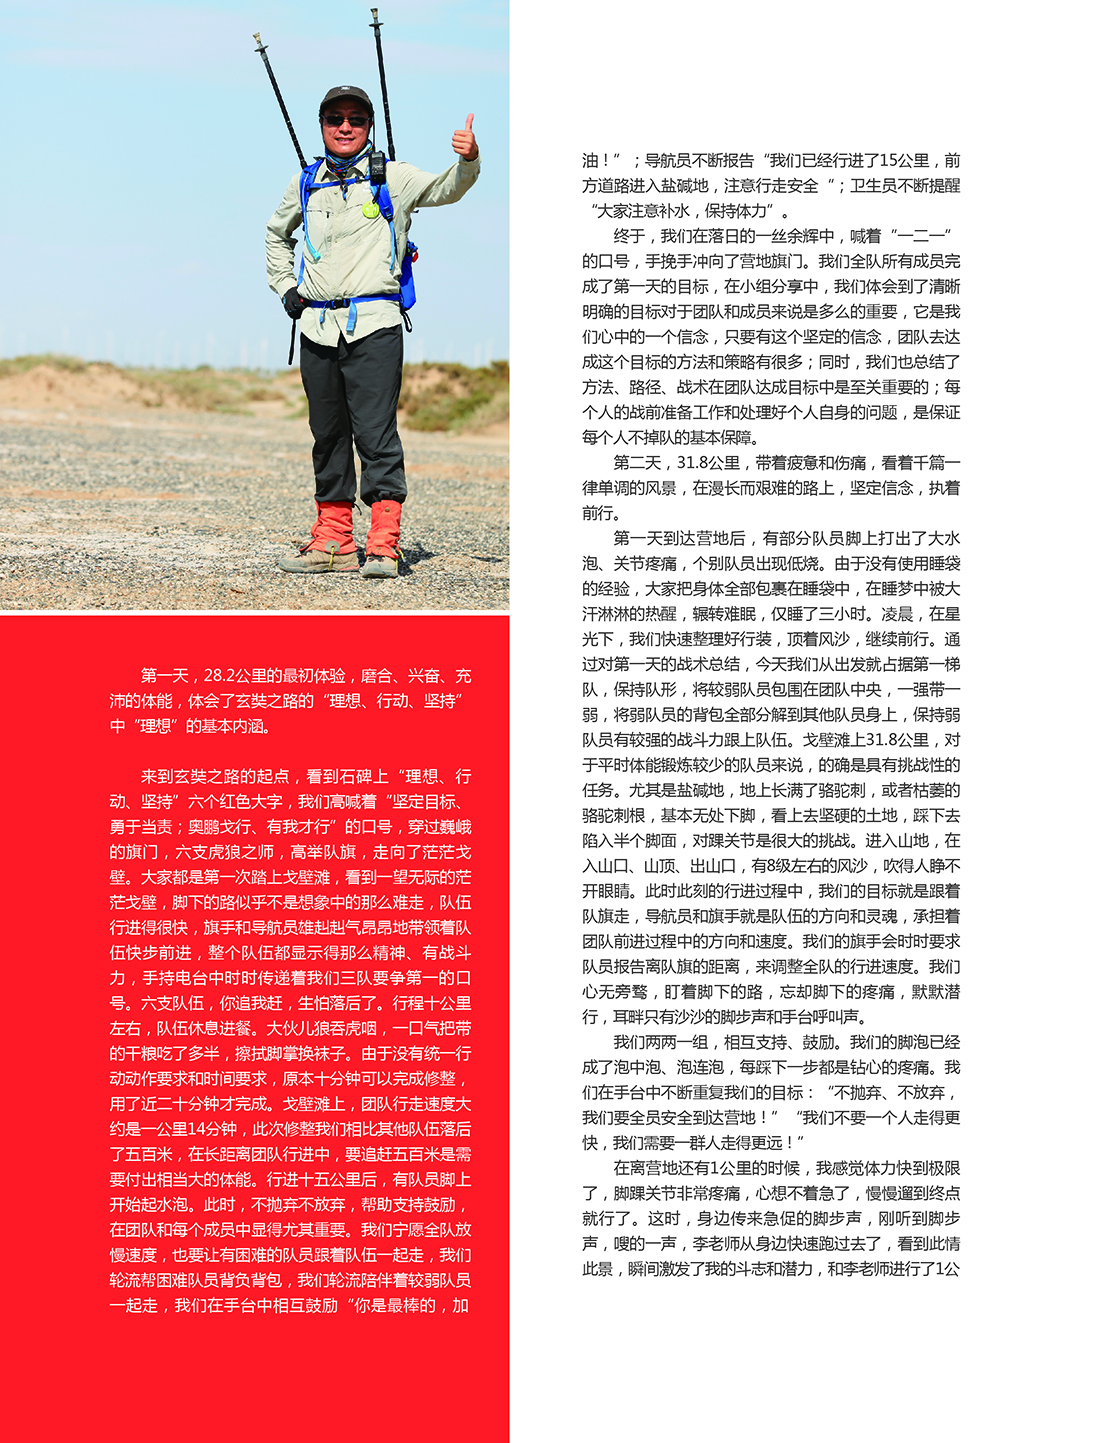 第一天，28.2公里的最初体验，磨合、兴奋、充
沛的体能，体会了玄奘之路的“理想、行动、坚持”
中“理想”的基本内涵。
来到玄奘之路的起点，看到石碑上“理想、行
动、坚持”六个红色大字，我们高喊着“坚定目标、
勇于当责；奥鹏戈行、有我才行”的口号，穿过巍峨
的旗门，六支虎狼之师，高举队旗，走向了茫茫戈
壁。大家都是第一次踏上戈壁滩，看到一望无际的茫
茫戈壁，脚下的路似乎不是想象中的那么难走，队伍
行进得很快，旗手和导航员雄赳赳气昂昂地带领着队
伍快步前进，整个队伍都显示得那么精神、有战斗
力，手持电台中时时传递着我们三队要争第一的口
号。六支队伍，你追我赶，生怕落后了。行程十公里
左右，队伍休息进餐。大伙儿狼吞虎咽，一口气把带
的干粮吃了多半，擦拭脚掌换袜子。由于没有统一行
动动作要求和时间要求，原本十分钟可以完成修整，
用了近二十分钟才完成。戈壁滩上，团队行走速度大
约是一公里14分钟，此次修整我们相比其他队伍落后
了五百米，在长距离团队行进中，要追赶五百米是需
要付出相当大的体能。行进十五公里后，有队员脚上
开始起水泡。此时，不抛弃不放弃，帮助支持鼓励，
在团队和每个成员中显得尤其重要。我们宁愿全队放
慢速度，也要让有困难的队员跟着队伍一起走，我们
轮流帮困难队员背负背包，我们轮流陪伴着较弱队员
一起走，我们在手台中相互鼓励“你是最棒的，加
油！”；导航员不断报告“我们已经行进了15公里，前
方道路进入盐碱地，注意行走安全“；卫生员不断提醒
“大家注意补水，保持体力”。
终于，我们在落日的一丝余辉中，喊着“一二一”
的口号，手挽手冲向了营地旗门。我们全队所有成员完
成了第一天的目标，在小组分享中，我们体会到了清晰
明确的目标对于团队和成员来说是多么的重要，它是我
们心中的一个信念，只要有这个坚定的信念，团队去达
成这个目标的方法和策略有很多；同时，我们也总结了
方法、路径、战术在团队达成目标中是至关重要的；每
个人的战前准备工作和处理好个人自身的问题，是保证
每个人不掉队的基本保障。
第二天，31.8公里，带着疲惫和伤痛，看着千篇一
律单调的风景，在漫长而艰难的路上，坚定信念，执着
前行。
第一天到达营地后，有部分队员脚上打出了大水
泡、关节疼痛，个别队员出现低烧。由于没有使用睡袋
的经验，大家把身体全部包裹在睡袋中，在睡梦中被大
汗淋淋的热醒，辗转难眠，仅睡了三小时。凌晨，在星
光下，我们快速整理好行装，顶着风沙，继续前行。通
过对第一天的战术总结，今天我们从出发就占据第一梯
队，保持队形，将较弱队员包围在团队中央，一强带一
弱，将弱队员的背包全部分解到其他队员身上，保持弱
队员有较强的战斗力跟上队伍。戈壁滩上31.8公里，对
于平时体能锻炼较少的队员来说，的确是具有挑战性的
任务。尤其是盐碱地，地上长满了骆驼刺，或者枯萎的
骆驼刺根，基本无处下脚，看上去坚硬的土地，踩下去
陷入半个脚面，对踝关节是很大的挑战。进入山地，在
入山口、山顶、出山口，有8级左右的风沙，吹得人睁不
开眼睛。此时此刻的行进过程中，我们的目标就是跟着
队旗走，导航员和旗手就是队伍的方向和灵魂，承担着
团队前进过程中的方向和速度。我们的旗手会时时要求
队员报告离队旗的距离，来调整全队的行进速度。我们
心无旁骛，盯着脚下的路，忘却脚下的疼痛，默默潜
行，耳畔只有沙沙的脚步声和手台呼叫声。
我们两两一组，相互支持、鼓励。我们的脚泡已经
成了泡中泡、泡连泡，每踩下一步都是钻心的疼痛。我
们在手台中不断重复我们的目标：“不抛弃、不放弃，
我们要全员安全到达营地！”“我们不要一个人走得更
快，我们需要一群人走得更远！”
在离营地还有1公里的时候，我感觉体力快到极限
了，脚踝关节非常疼痛，心想不着急了，慢慢遛到终点
就行了。这时，身边传来急促的脚步声，刚听到脚步
声，嗖的一声，李老师从身边快速跑过去了，看到此情
此景，瞬间激发了我的斗志和潜力，和李老师进行了1公